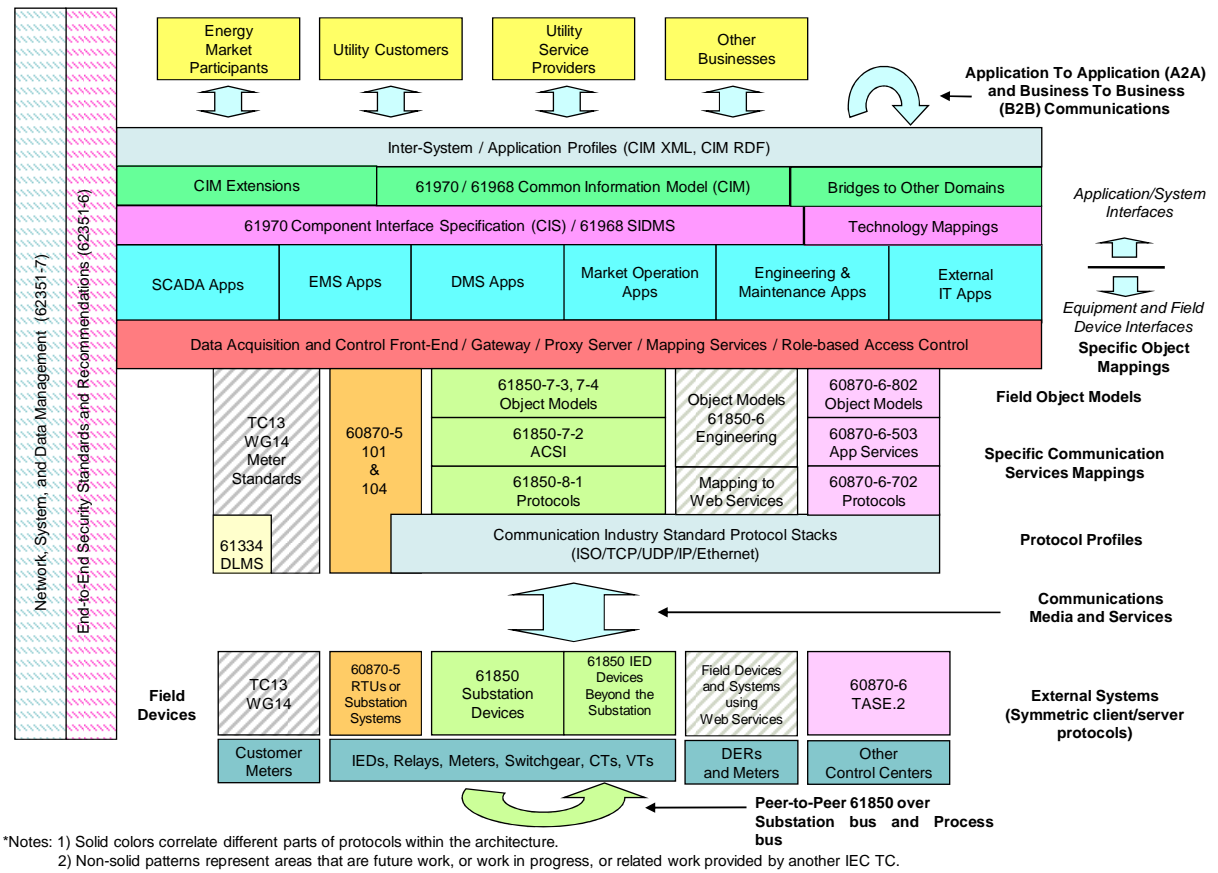 Energy
Market
Participants
Utility Customers
Utility
Service
Providers
Other
Businesses
Application To Application (A2A)
and Business To Business
(B2B) Communications
Inter-System / Application Profiles (CIM XML, CIM RDF)
CIM Extensions
61970 / 61968 Common Information Model (CIM)
Bridges to Other Domains
61970 Component Interface Specification (CIS) / 61968 SIDMS
Technology Mappings
Application/System
Interfaces
SCADA Apps
EMS Apps
DMS Apps
Market Operation
Apps
Engineering &
Maintenance Apps
External
IT Apps
Equipment and Field
Device Interfaces
Data Acquisition and Control Front-End / Gateway / Proxy Server / Mapping Services / Role-based Access Control
Specific Object
Mappings
Network, System, and Data Management (62351-7)
End-to-End Security Standards and Recommendations (62351-6)
TC13
WG14
Meter
Standards
61334
DLMS
60870-5
101
&
104
61850-7-3, 7-4
Object Models
61850-7-2
ACSI
61850-8-1
Protocols
Object Models
61850-6
Engineering
Mapping to
Web Services
60870-6-802
Object Models
60870-6-503
App Services
60870-6-702
Protocols
Field Object Models
Specific Communication
Services Mappings
Communication Industry Standard Protocol Stacks
(ISO/TCP/UDP/IP/Ethernet)
Protocol Profiles
Communications
Media and Services
Field
Devices
TC13
WG14
60870-5
RTUs or
Substation
Systems
61850
Substation
Devices
61850 IED
Devices
Beyond the
Substation
Field Devices
and Systems
using
Web Services
60870-6
TASE.2
External Systems
(Symmetric client/server
protocols)
Customer
Meters
IEDs, Relays, Meters, Switchgear, CTs, VTs
DERs
and Meters
Other
Control Centers
Peer-to-Peer 61850 over
Substation bus and Process
bus
*Notes: 1) Solid colors correlate different parts of protocols within the architecture.
2) Non-solid patterns represent areas that are future work, or work in progress, or related work provided by another IEC TC.